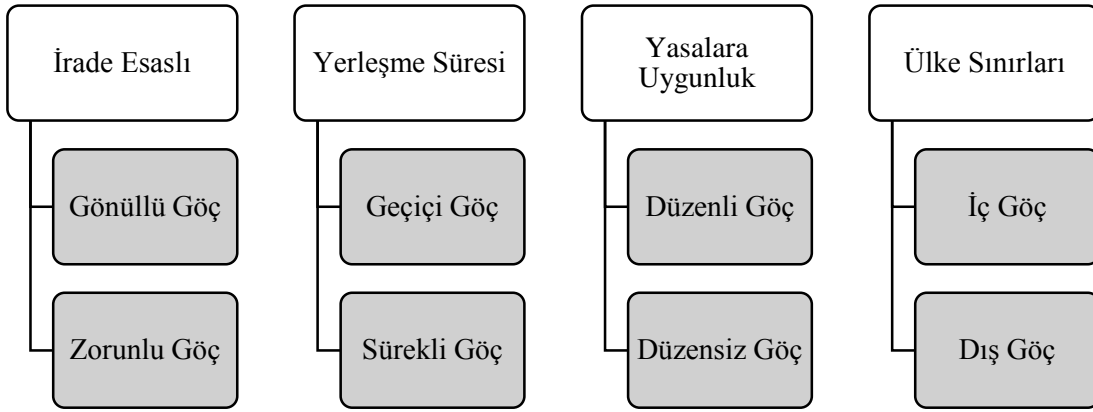 İrade Esaslı
Gönüllü Göç
Zorunlu Göç
Yerleşme Süresi
Geçiçi Göç
Sürekli Göç
Yasalara
Uygunluk
Düzenli Göç
Düzensiz Göç
Ülke Sınırları
İç Göç
Dış Göç